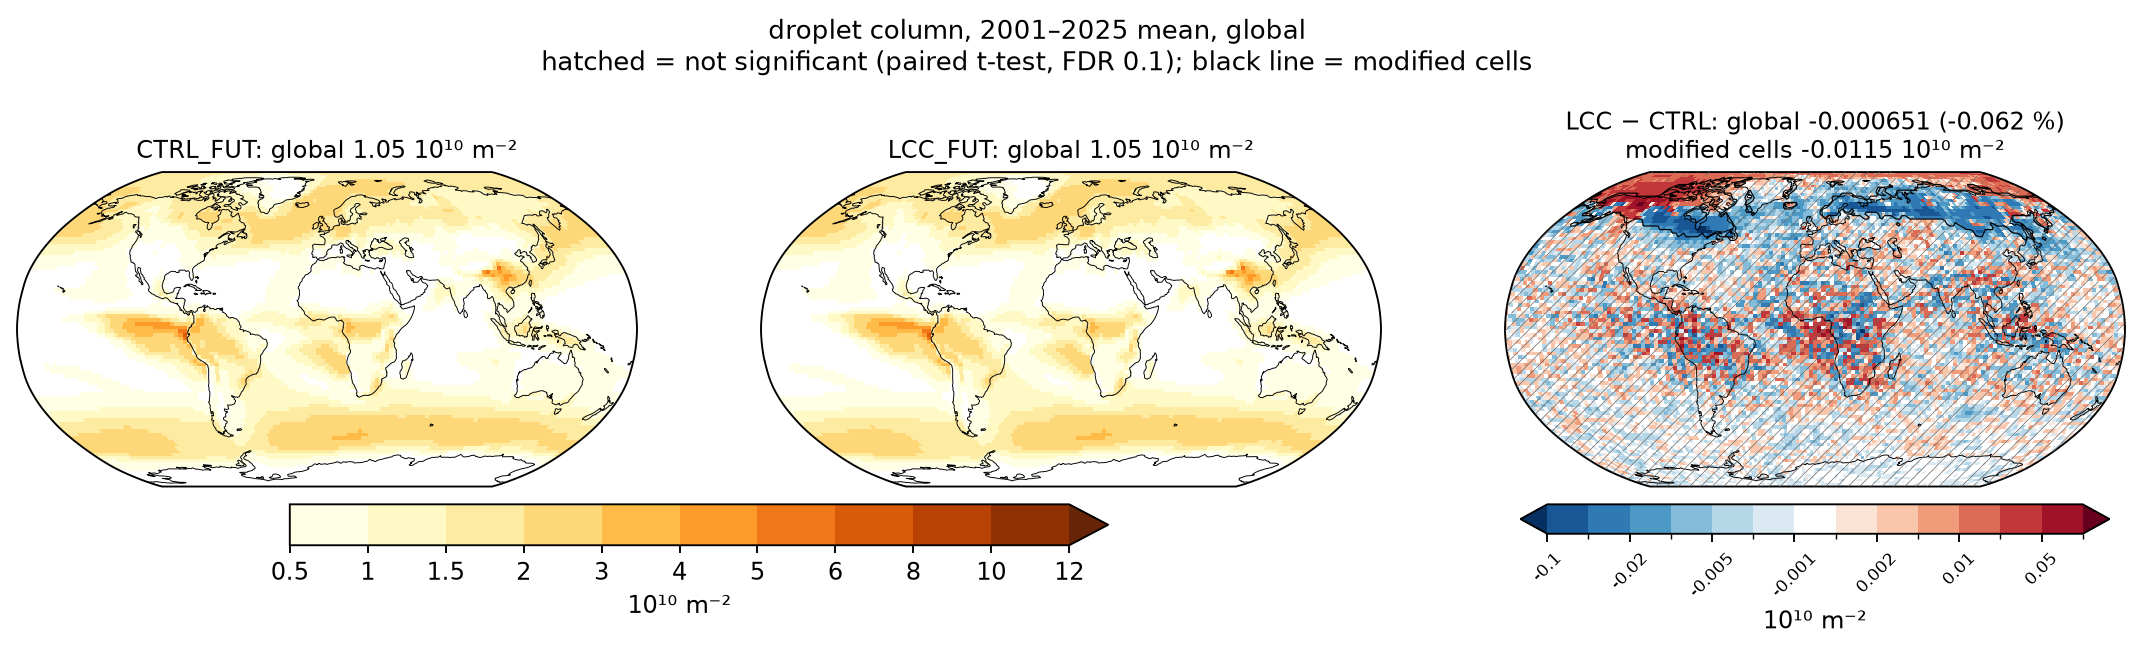 droplet column, 2001–2025 mean, global
hatched = not significant (paired t-test, FDR 0.1); black line = modified cells
CTRL_FUT: global 1.05 10¹⁰ m⁻²
LCC_FUT: global 1.05 10¹⁰ m⁻²
LCC − CTRL: global -0.000651 (-0.062 %)
modified cells -0.0115 10¹⁰ m⁻²
0.5 1 1.5 2 3 4 5 6 8 10 12
10¹⁰ m⁻²
-0.1 -0.02 -0.005 -0.001 0.002 0.01 0.05
10¹⁰ m⁻²